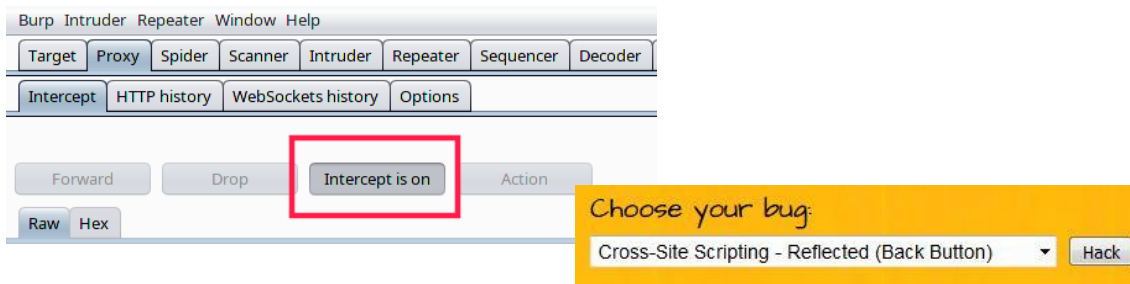 Burp Intruder Repeater Window Help
Target Proxy Spider Scanner Intruder Repeater Sequencer Decoder
Intercept HTTP history WebSockets history Options
Forward Drop Intercept is on Action
Raw Hex
Choose your bug:
Cross-Site Scripting - Reflected (Back Button) Hack